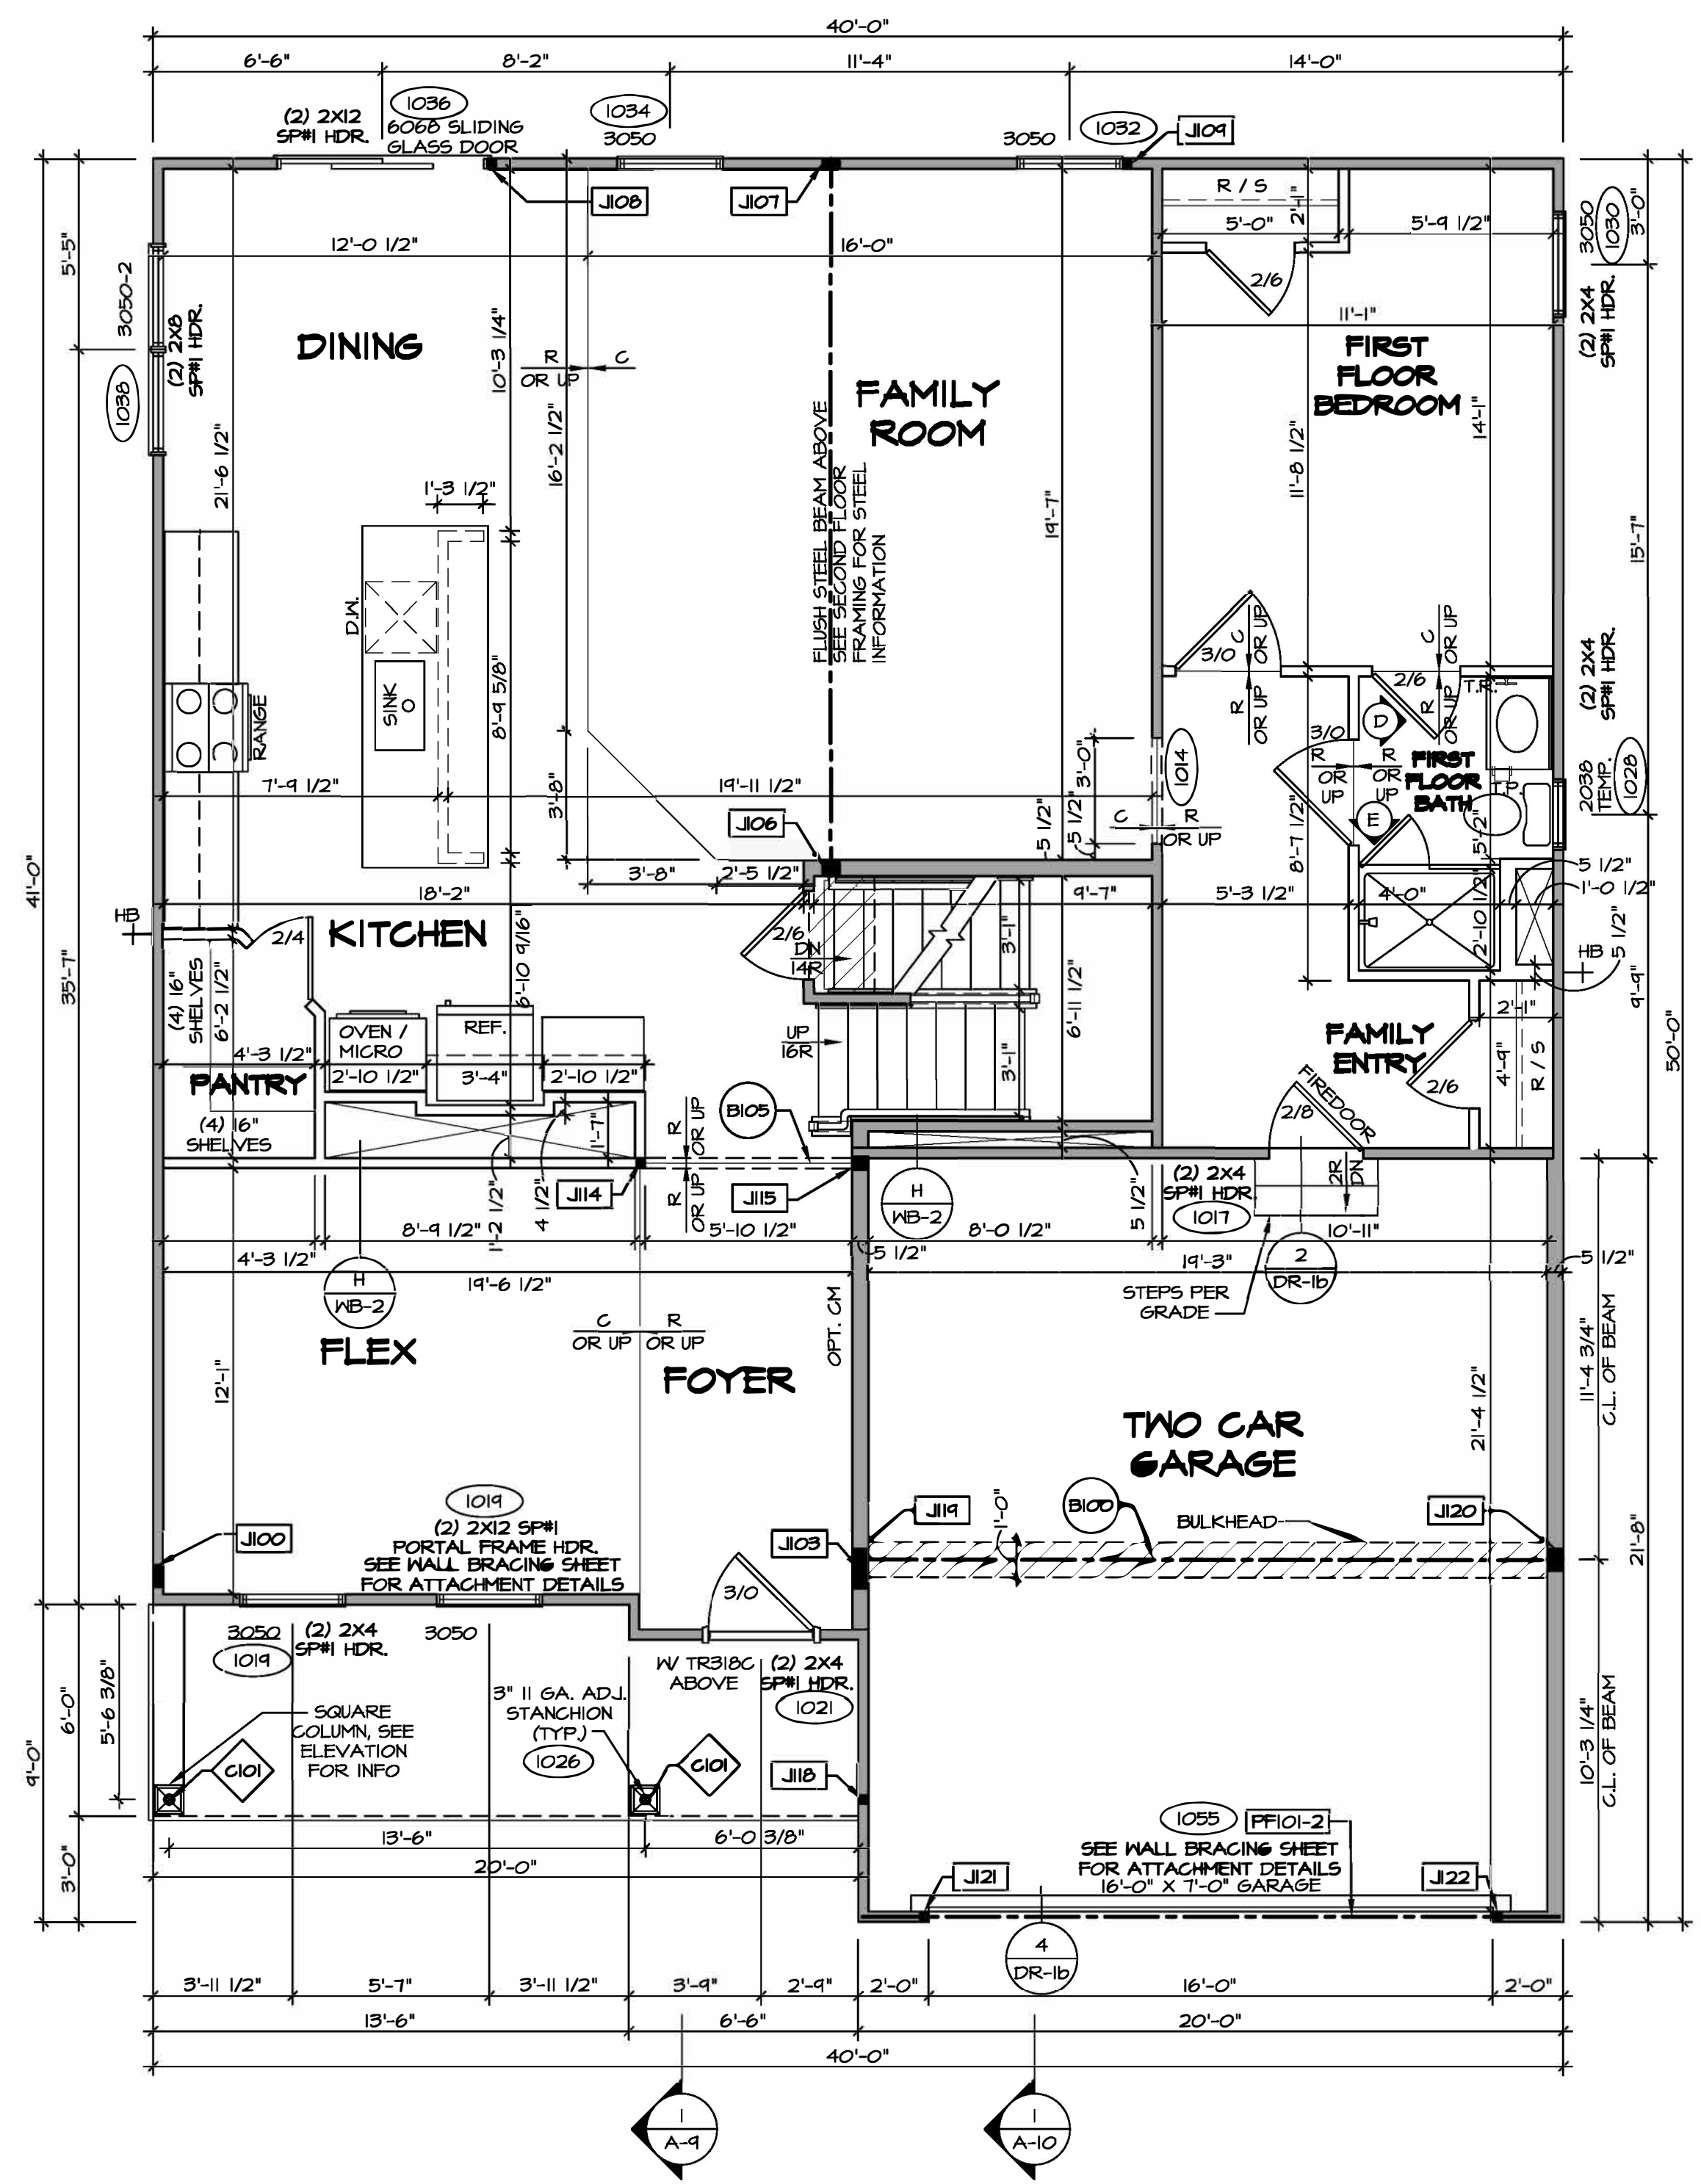 40'-0"
6'-6"
8'-2"
11'-4"
14'-0"
(2) 2X12
SP#1 HDR.
1036
6068 SLIDING
GLASS DOOR
1034
3050
3050
1032
J109
J108
J107
R / S
2'-1"
5'-0"
5'-9 1/2"
3050
1030
3'-0"
(2) 2X4
SP#1 HDR.
5'-5"
3050-2
1038
(2) 2X8
SP#1 HDR.
12'-0 1/2"
16'-0"
2/6
11'-1"
DINING
10'-3 1/4"
R
OR UP
C
FAMILY
ROOM
FIRST
FLOOR
BEDROOM
21'-6 1/2"
16'-2 1/2"
FLUSH STEEL BEAM ABOVE
SEE SECOND FLOOR
FRAMING FOR STEEL
INFORMATION
19'-7"
11'-8 1/2"
14'-1"
15'-7"
1'-3 1/2"
D.W.
SINK
RANGE
8'-9 5/8"
3/0
C
OR UP
R
OR UP
C
OR UP
R
OR UP
2/6
T.R.
(2) 2X4
SP#1 HDR.
D
3/0
R
OR
UP
R
OR
UP
FIRST
FLOOR
BATH
T.P.
E
2038
TEMP.
1028
7'-9 1/2"
19'-11 1/2"
3'-8"
J106
3'-0"
1014
5 1/2"
5 1/2"
C
R
OR UP
8'-7 1/2"
5'-2"
5 1/2"
1'-0 1/2"
3'-8"
2'-5 1/2"
18'-2"
9'-7"
5'-3 1/2"
4'-0"
2'-10 1/2"
HB
5 1/2"
HB
2/4
KITCHEN
6'-10 9/16"
2/6
DN
14R
3'-1"
41'-0"
35'-7"
(4) 16"
SHELVES
6'-2 1/2"
OVEN /
MICRO
REF.
UP
16R
3'-1"
6'-11 1/2"
FAMILY
ENTRY
2'-1"
4'-9"
R / S
2/6
9'-9"
50'-0"
4'-3 1/2"
2'-10 1/2"
3'-4"
2'-10 1/2"
PANTRY
(4) 16"
SHELVES
1'-7"
B105
R
OR UP
R
OR UP
FIREDOOR
2/8
1'-2 1/2"
4 1/2"
J114
J115
H
WB-2
5 1/2"
(2) 2X4
SP#1 HDR.
1017
2R
DN
8'-9 1/2"
5'-10 1/2"
8'-0 1/2"
10'-11"
4'-3 1/2"
5 1/2"
19'-6 1/2"
19'-3"
5 1/2"
H
WB-2
2
DR-1b
STEPS PER
GRADE
C
OR UP
R
OR UP
OPT. CM
FLEX
FOYER
12'-1"
TWO CAR
GARAGE
21'-4 1/2"
11'-4 3/4"
C.L. OF BEAM
21'-8"
1019
(2) 2X12 SP#1
PORTAL FRAME HDR.
SEE WALL BRACING SHEET
FOR ATTACHMENT DETAILS
J100
J103
J119
1'-0"
B100
BULKHEAD
J120
3/0
3050
1019
(2) 2X4
SP#1 HDR.
3050
W/ TR318C
ABOVE
(2) 2X4
SP#1 HDR.
1021
SQUARE
COLUMN, SEE
ELEVATION
FOR INFO
C101
3" 11 GA. ADJ.
STANCHION
(TYP.)
1026
C101
J118
9'-0"
6'-0"
5'-6 3/8"
3'-0"
10'-3 1/4"
C.L. OF BEAM
13'-6"
6'-0 3/8"
20'-0"
1055
PF101-2
SEE WALL BRACING SHEET
FOR ATTACHMENT DETAILS
16'-0" X 7'-0" GARAGE
J121
J122
4
DR-1b
3'-11 1/2"
5'-7"
3'-11 1/2"
3'-9"
2'-9"
2'-0"
16'-0"
2'-0"
13'-6"
6'-6"
20'-0"
40'-0"
1
A-9
1
A-10